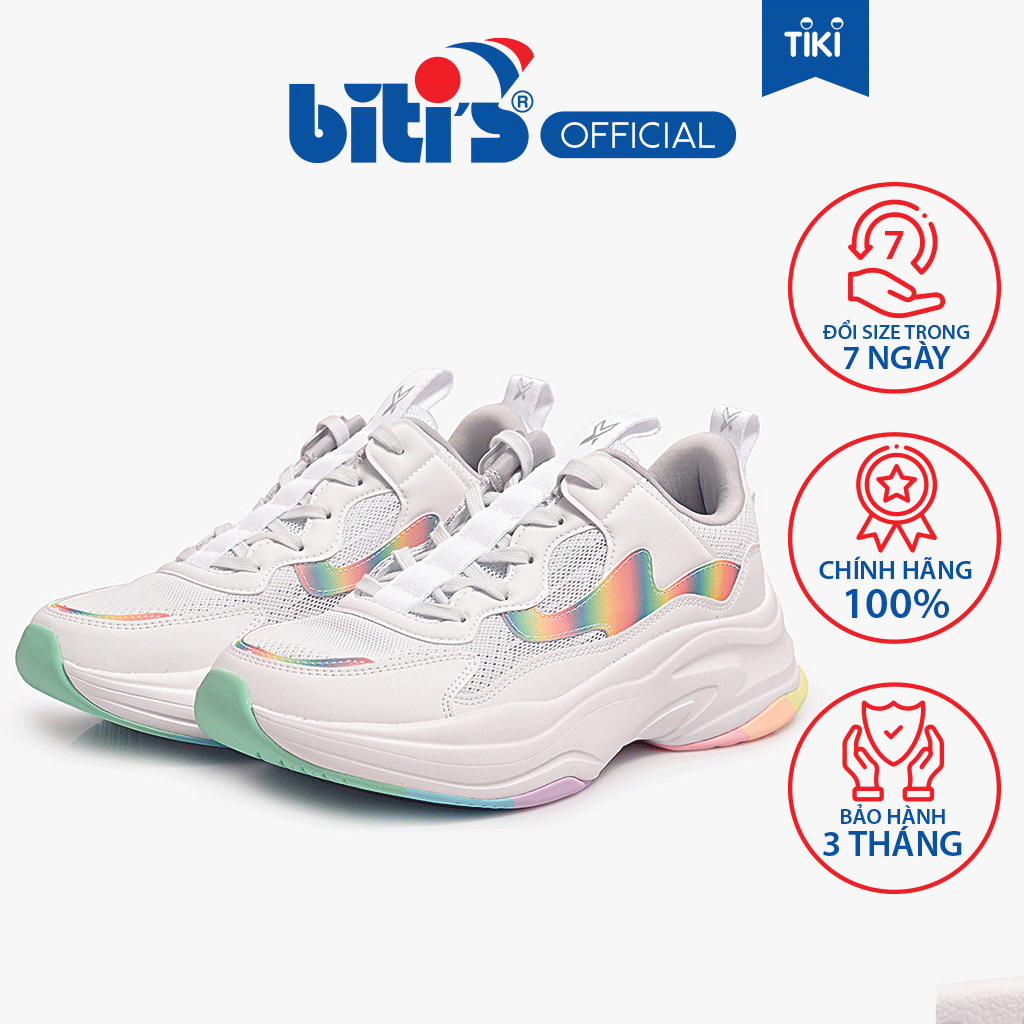 TIKI
biti's®
OFFICIAL
7
ĐỔI SIZE TRONG
7 NGÀY
CHÍNH HÃNG
100%
BẢO HÀNH
3 THÁNG